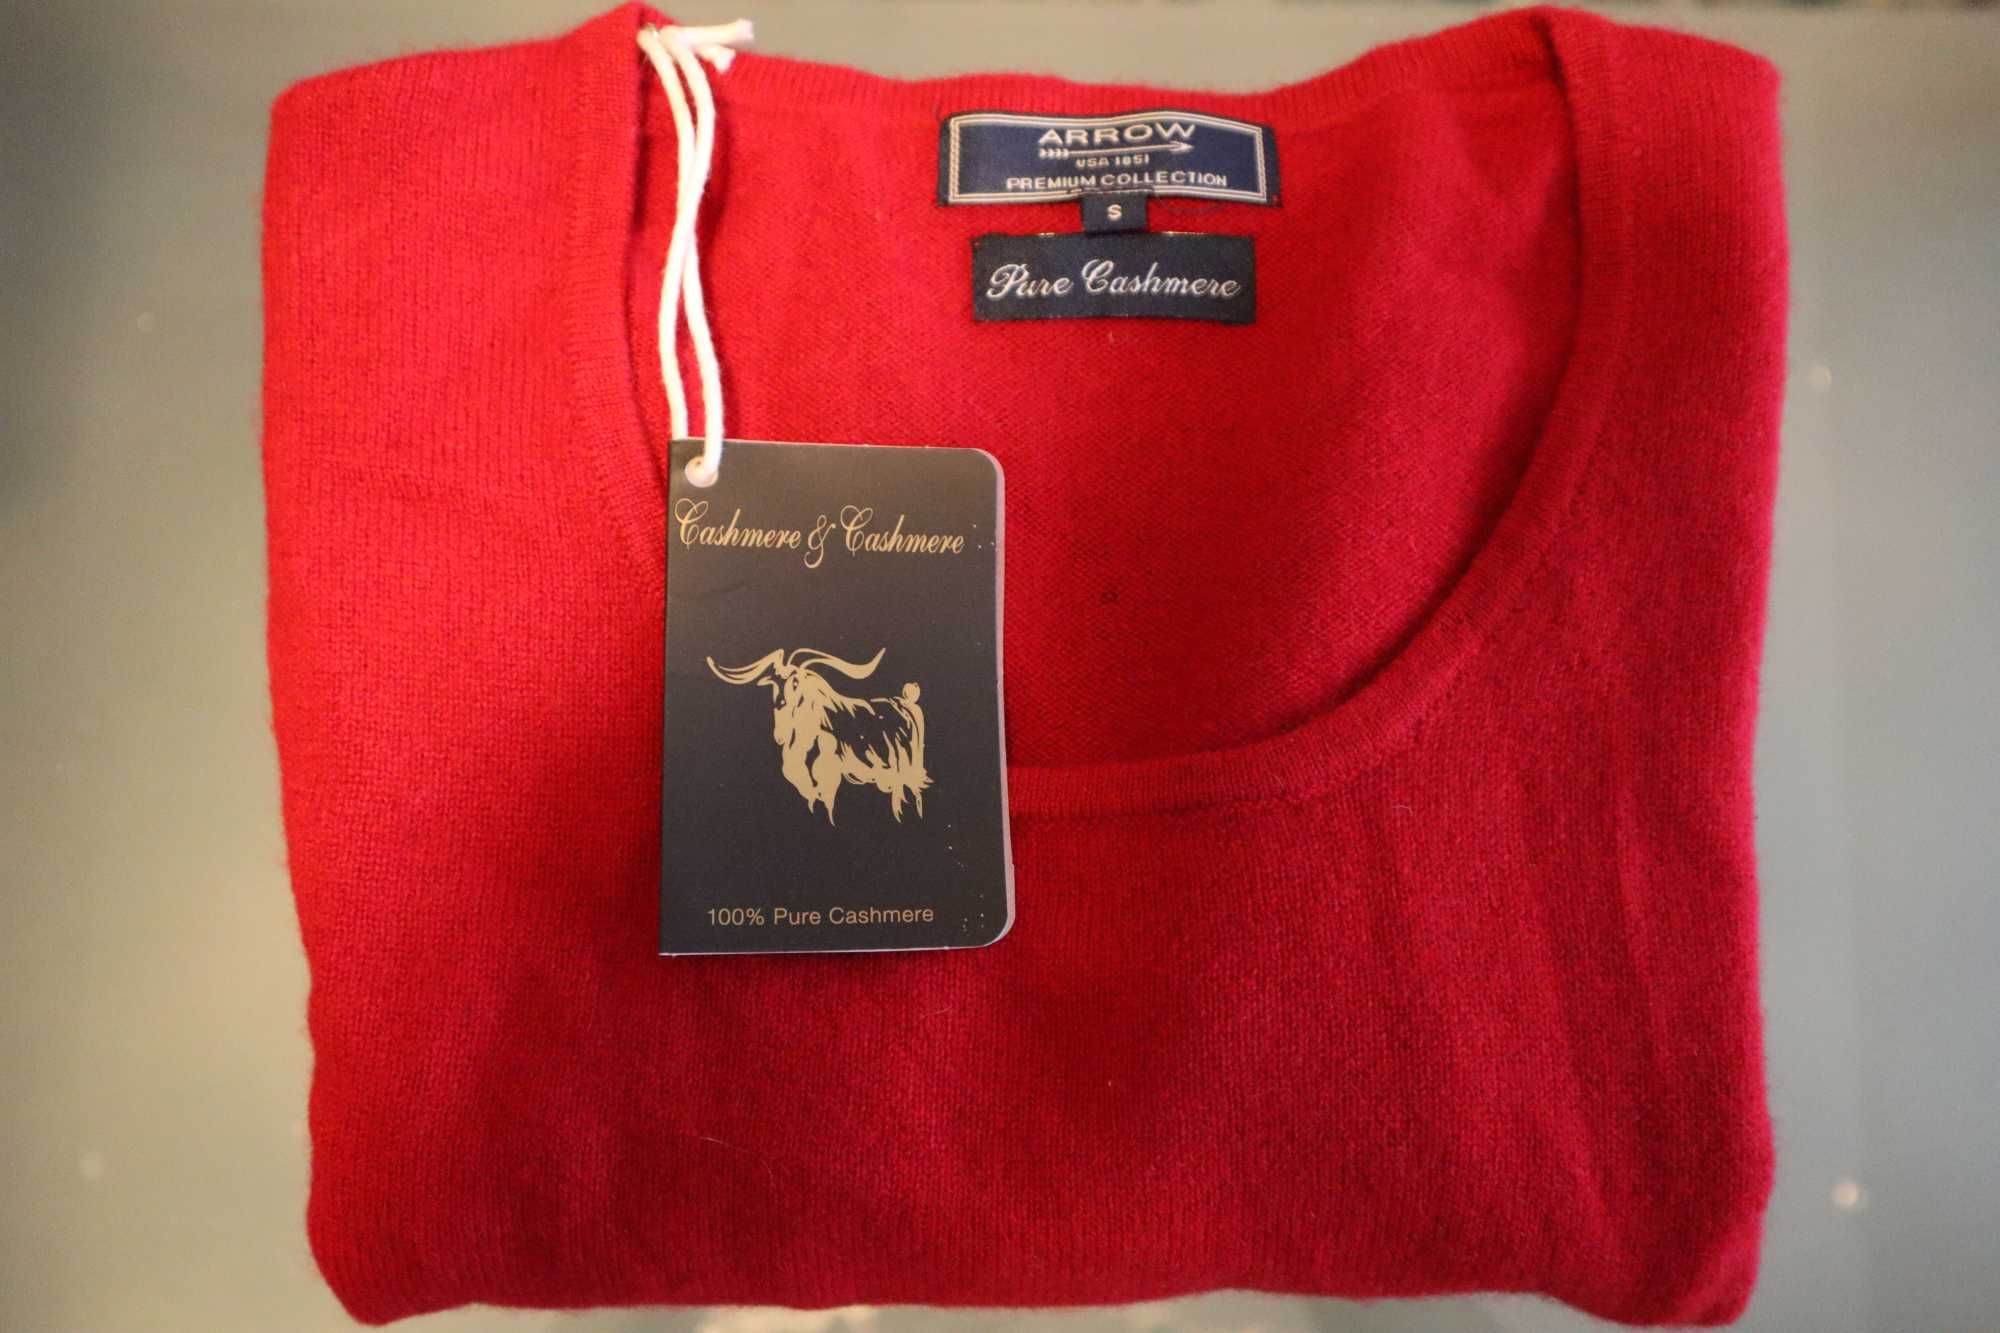 ARROW
USA 1851
PREMIUM COLLECTION
S
Pure Cashmere
Cashmere & Cashmere
100% Pure Cashmere